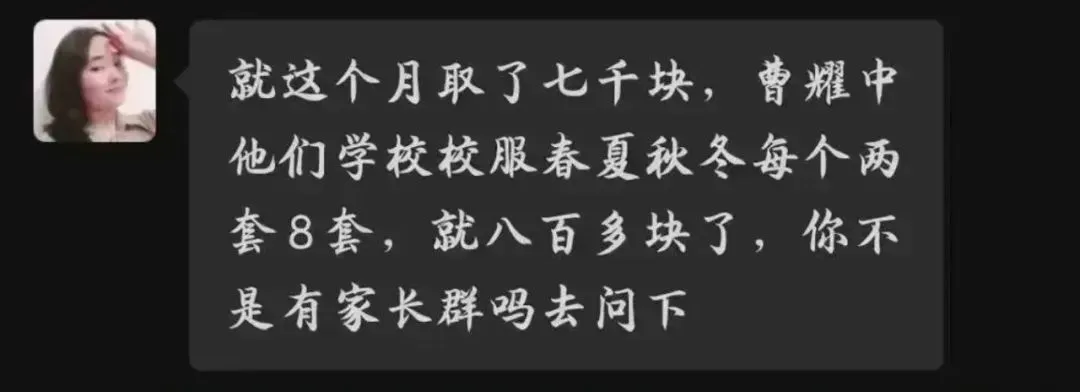 就这个月取了七千块，曹耀中
他们学校校服春夏秋冬每个两
套8套，就八百多块了，你不
是有家长群吗去问下